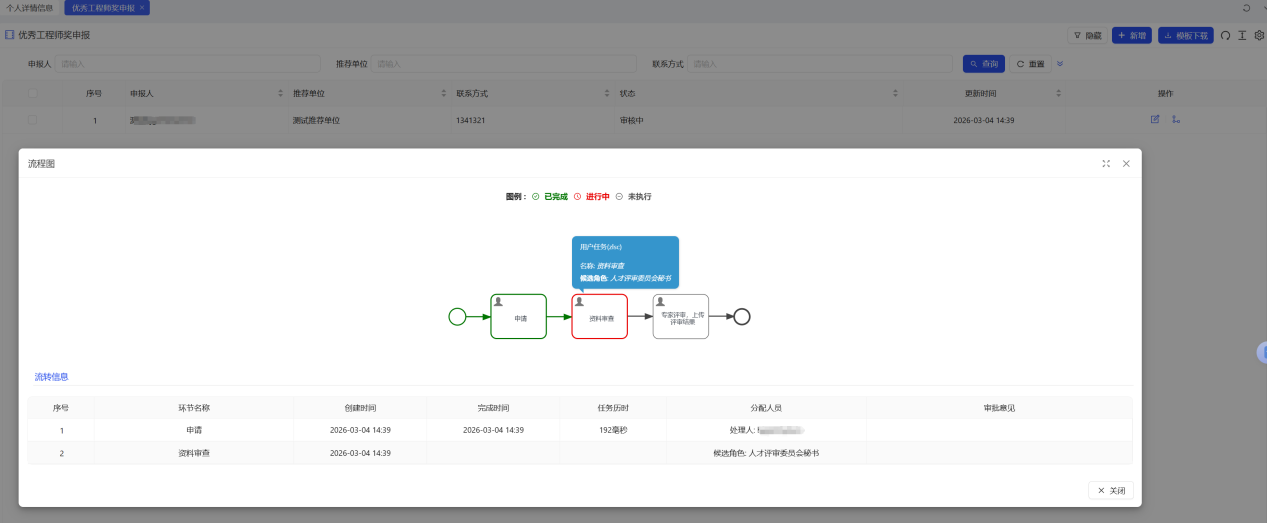 个人详情信息 优秀工程师奖申报 ×
优秀工程师奖申报 隐藏 + 新增 模板下载
申报人 请输入 推荐单位 请输入 联系方式 请输入 查询 重置
序号 申报人 推荐单位 联系方式 状态 更新时间 操作
1 测试推荐单位 1341321 审核中 2026-03-04 14:39
流程图
图例： 已完成 进行中 未执行
用户任务(zlsc)
名称: 资料审查
候选角色: 人才评审委员会秘书
申请 资料审查 专家评审、上传
评审结果
流转信息
序号 环节名称 创建时间 完成时间 任务历时 分配人员 审批意见
1 申请 2026-03-04 14:39 2026-03-04 14:39 192毫秒 处理人:
2 资料审查 2026-03-04 14:39 候选角色: 人才评审委员会秘书
× 关闭